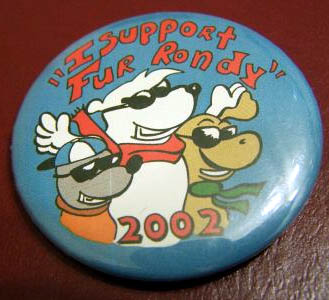 "I SUPPORT
FUR RONDY"
2002